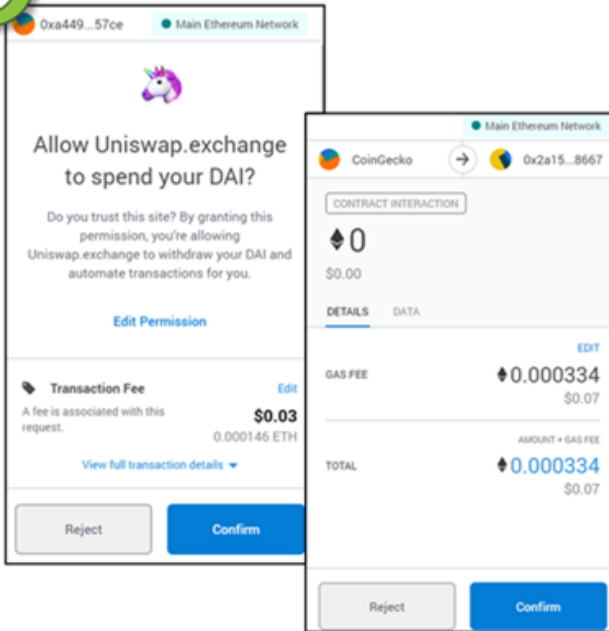 0xa449...57ce
Main Ethereum Network
Allow Uniswap.exchange
to spend your DAI?
Do you trust this site? By granting this
permission, you're allowing
Uniswap.exchange to withdraw your DAI and
automate transactions for you.
Edit Permission
Transaction Fee
Edit
A fee is associated with this
request.
$0.03
0.000146 ETH
View full transaction details
Reject
Confirm
Main Ethereum Network
CoinGecko
0x2a15...8667
CONTRACT INTERACTION
0
$0.00
DETAILS
DATA
EDIT
GAS FEE
0.000334
$0.07
AMOUNT + GAS FEE
TOTAL
0.000334
$0.07
Reject
Confirm